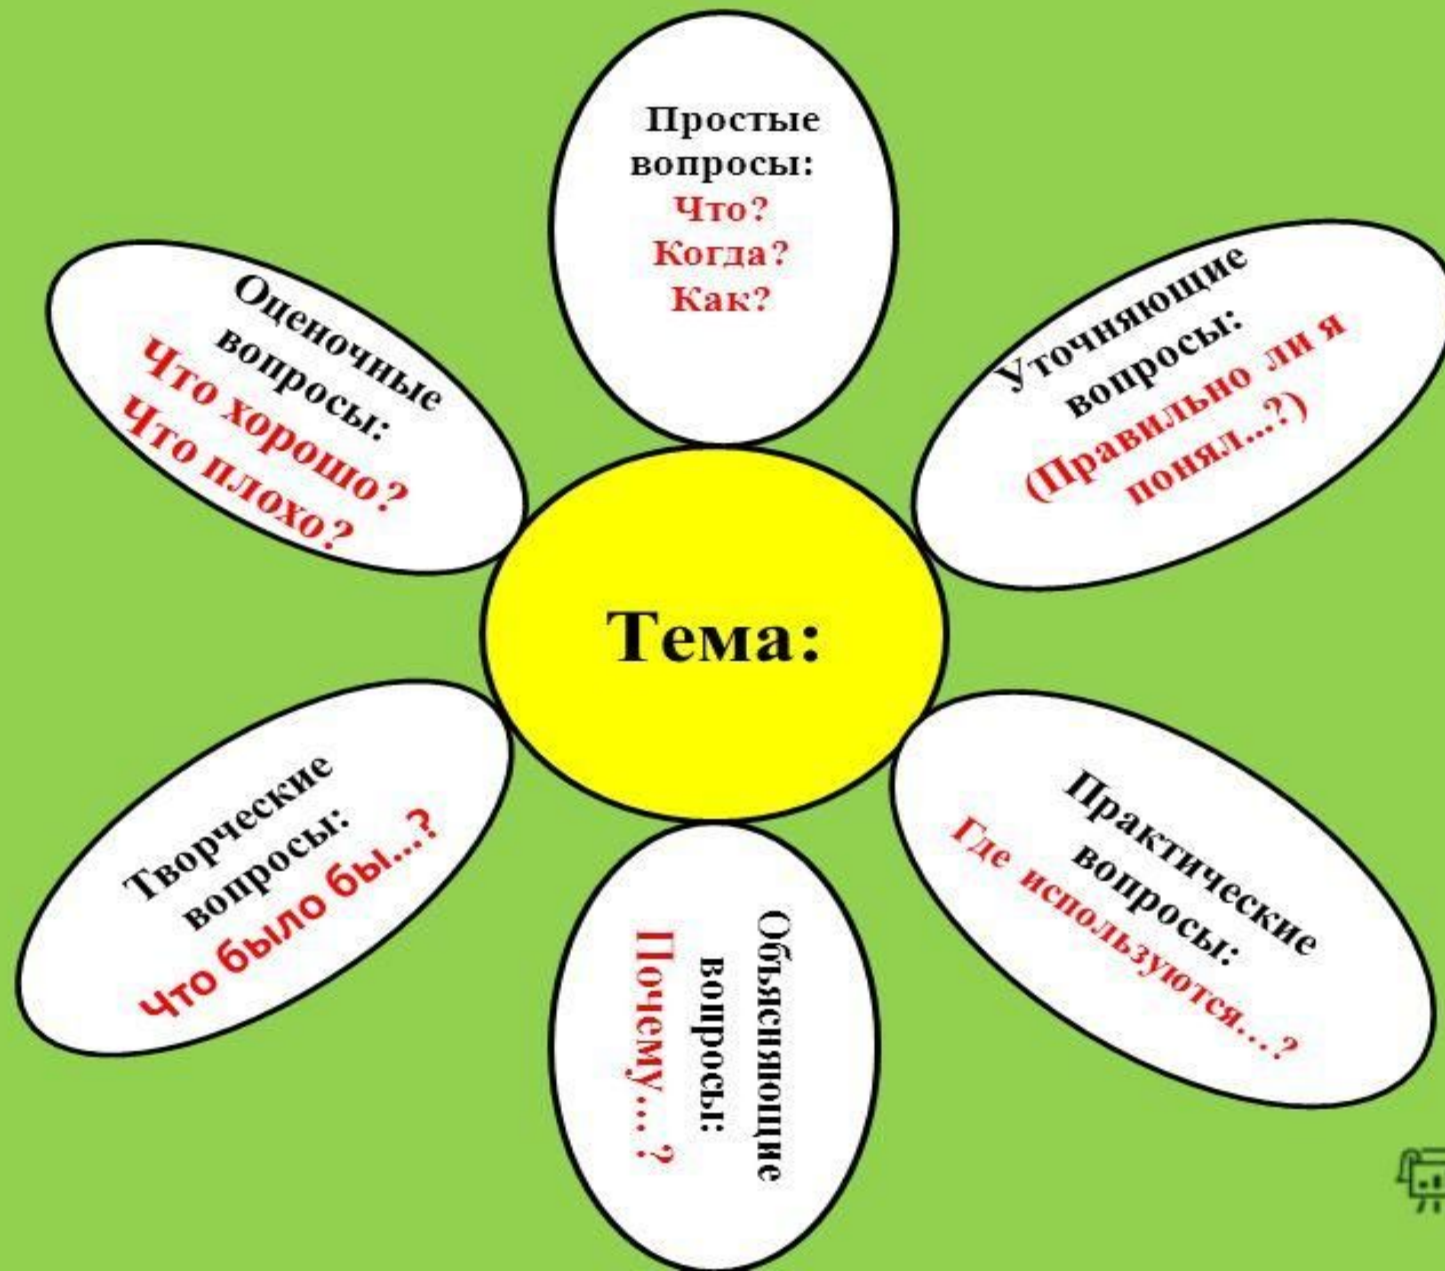 Простые
вопросы:
Что?
Когда?
Как?
Уточняющие
вопросы:
(Правильно ли я
понял...?)
Практические
вопросы:
Где используются...?
Объясняющие
вопросы:
Почему...?
Творческие
вопросы:
Что было бы...?
Оценочные
вопросы:
Что хорошо?
Что плохо?
Тема: